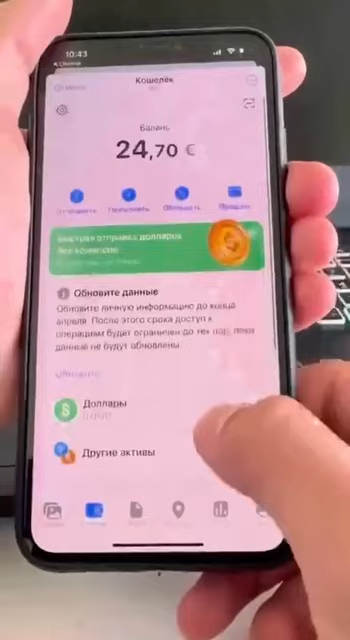 10:43
Кошелёк
Баланс
24,70 €
Отправить
Пополнить
Обменять
Продать
Быстрая отправка долларов
без комиссии
Обновите данные
Обновите личную информацию до конца
апреля. После этого срока доступ к
операциям будет ограничен до тех пор, пока
данные не будут обновлены.
Обновить
Доллары
Другие активы